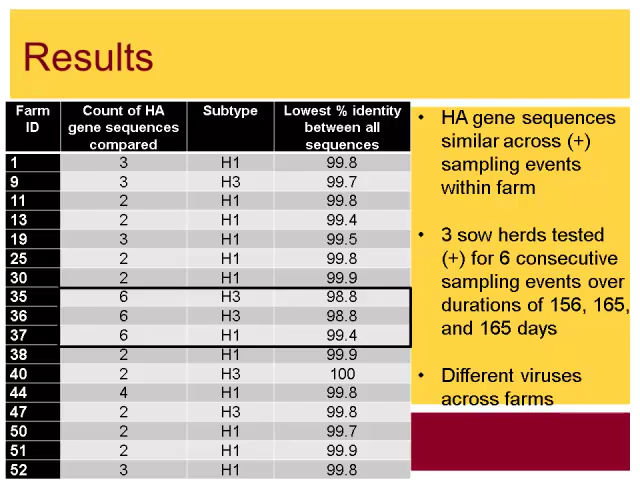 Results
Farm ID | Count of HA gene sequences compared | Subtype | Lowest % identity between all sequences
1 | 3 | H1 | 99.8
9 | 3 | H3 | 99.7
11 | 2 | H1 | 99.8
13 | 2 | H1 | 99.4
19 | 3 | H1 | 99.5
25 | 2 | H1 | 99.8
30 | 2 | H1 | 99.9
35 | 6 | H3 | 98.8
36 | 6 | H3 | 98.8
37 | 6 | H1 | 99.4
38 | 2 | H1 | 99.9
40 | 2 | H3 | 100
44 | 4 | H1 | 99.8
47 | 2 | H3 | 99.8
50 | 2 | H1 | 99.7
51 | 2 | H1 | 99.9
52 | 3 | H1 | 99.8
• HA gene sequences
similar across (+)
sampling events
within farm
• 3 sow herds tested
(+) for 6 consecutive
sampling events over
durations of 156, 165,
and 165 days
• Different viruses
across farms